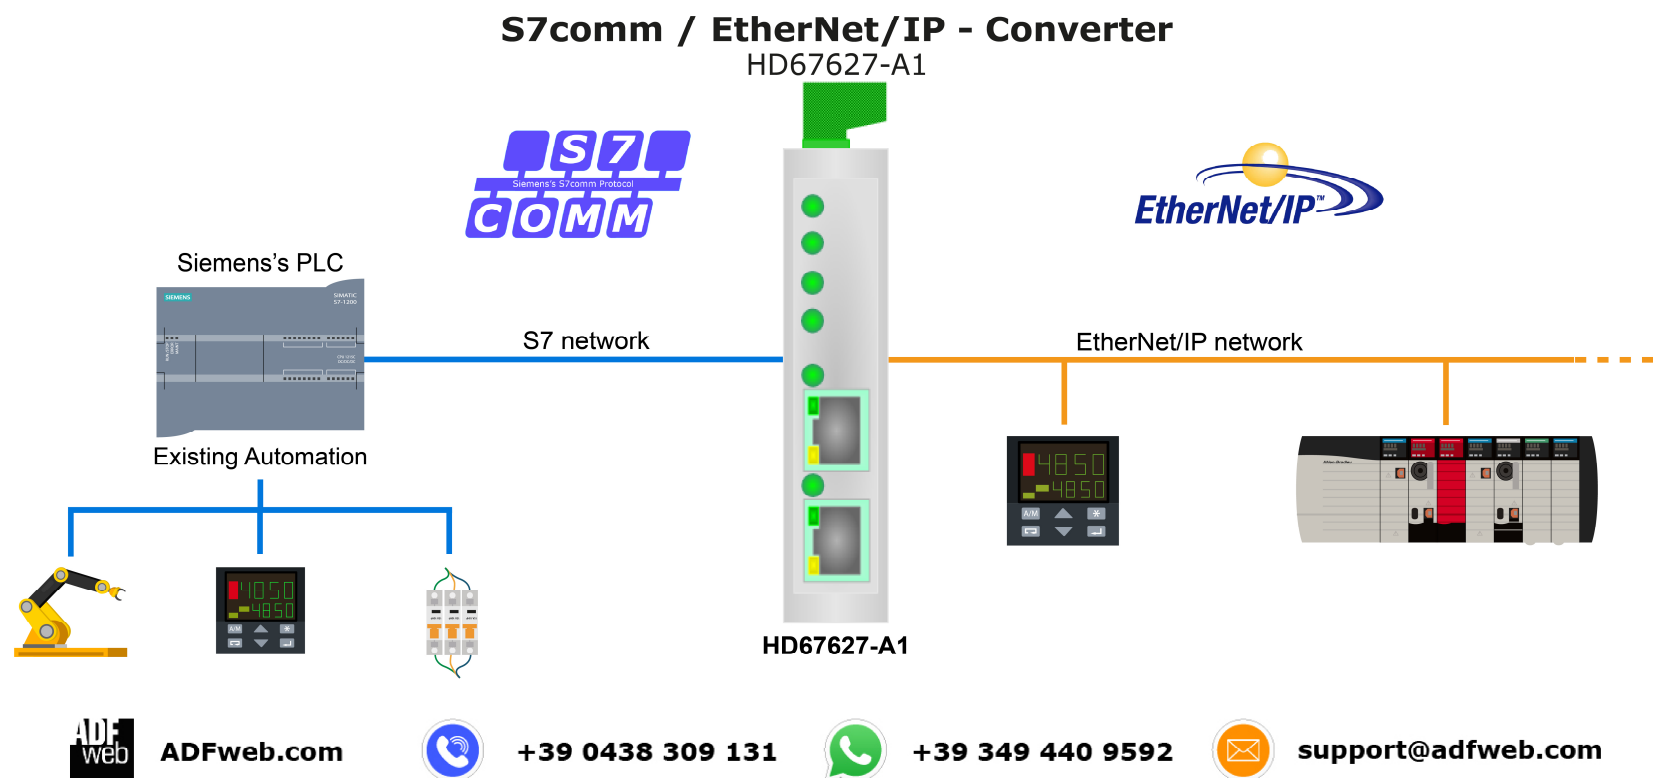 S7comm / EtherNet/IP - Converter
HD67627-A1
S7
Siemens's S7comm Protocol
COMM
EtherNet/IP™
Siemens's PLC
SIEMENS
SIMATIC
S7-1200
S7 network
EtherNet/IP network
Existing Automation
4850
4850
A/M
4850
A/M
HD67627-A1
ADF
web
ADFweb.com
+39 0438 309 131
+39 349 440 9592
support@adfweb.com